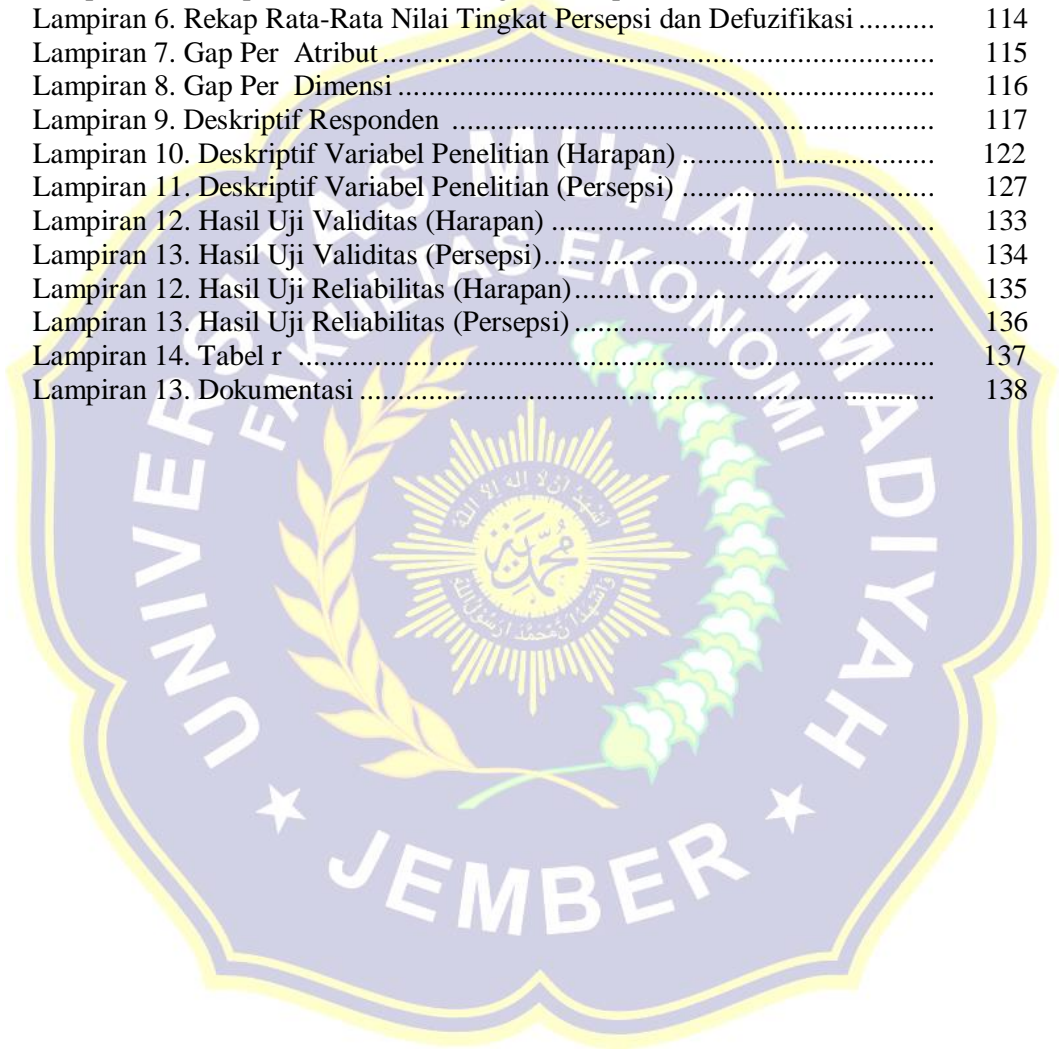 Lampiran 6. Rekap Rata-Rata Nilai Tingkat Persepsi dan Defuzifikasi .......... 114
Lampiran 7. Gap Per Atribut .......... 115
Lampiran 8. Gap Per Dimensi .......... 116
Lampiran 9. Deskriptif Responden .......... 117
Lampiran 10. Deskriptif Variabel Penelitian (Harapan) .......... 122
Lampiran 11. Deskriptif Variabel Penelitian (Persepsi) .......... 127
Lampiran 12. Hasil Uji Validitas (Harapan) .......... 133
Lampiran 13. Hasil Uji Validitas (Persepsi) .......... 134
Lampiran 12. Hasil Uji Reliabilitas (Harapan) .......... 135
Lampiran 13. Hasil Uji Reliabilitas (Persepsi) .......... 136
Lampiran 14. Tabel r .......... 137
Lampiran 13. Dokumentasi .......... 138
UNIVERSITAS MUHAMMADIYAH
FAKULTAS EKONOMI
JEMBER